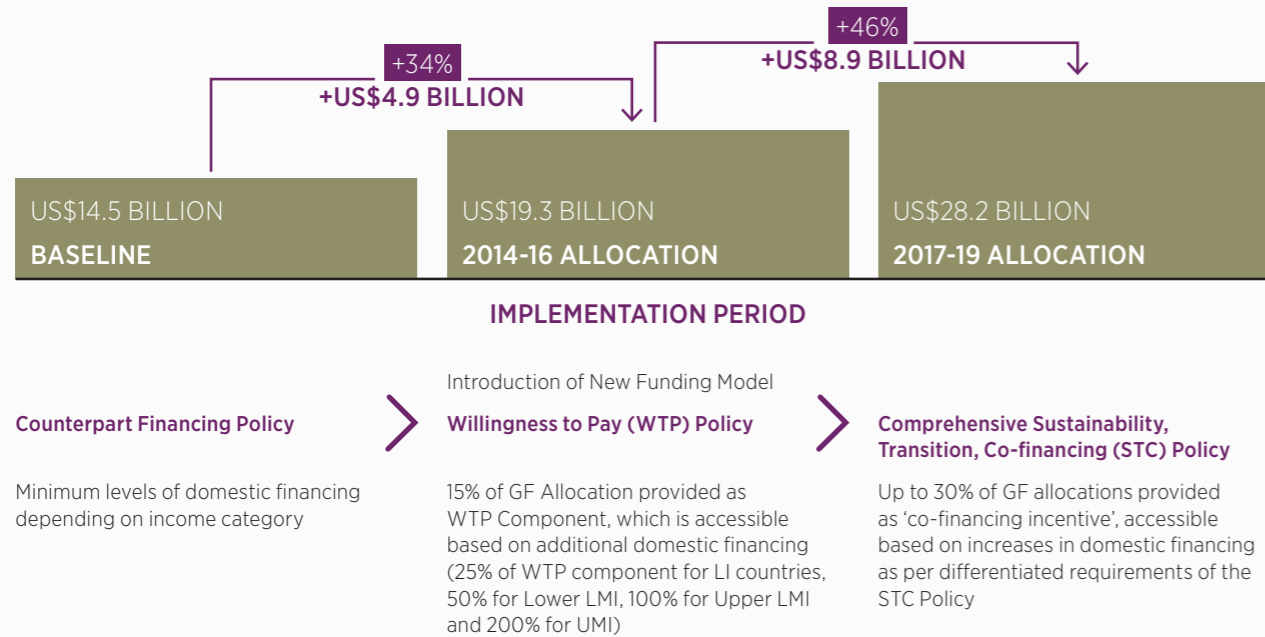 +34%
+US$4.9 BILLION
+46%
+US$8.9 BILLION
US$14.5 BILLION
BASELINE
US$19.3 BILLION
2014-16 ALLOCATION
US$28.2 BILLION
2017-19 ALLOCATION
IMPLEMENTATION PERIOD
Counterpart Financing Policy
Minimum levels of domestic financing
depending on income category
Introduction of New Funding Model
Willingness to Pay (WTP) Policy
15% of GF Allocation provided as
WTP Component, which is accessible
based on additional domestic financing
(25% of WTP component for LI countries,
50% for Lower LMI, 100% for Upper LMI
and 200% for UMI)
Comprehensive Sustainability,
Transition, Co-financing (STC) Policy
Up to 30% of GF allocations provided
as ‘co-financing incentive’, accessible
based on increases in domestic financing
as per differentiated requirements of the
STC Policy